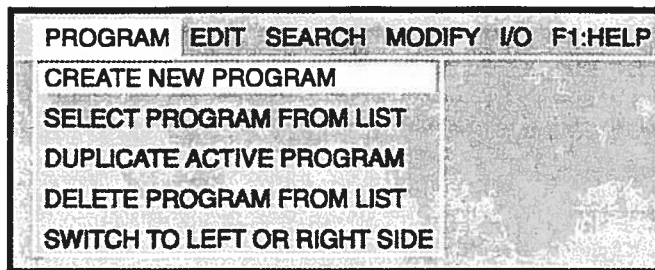 PROGRAM EDIT SEARCH MODIFY I/O F1:HELP
CREATE NEW PROGRAM
SELECT PROGRAM FROM LIST
DUPLICATE ACTIVE PROGRAM
DELETE PROGRAM FROM LIST
SWITCH TO LEFT OR RIGHT SIDE